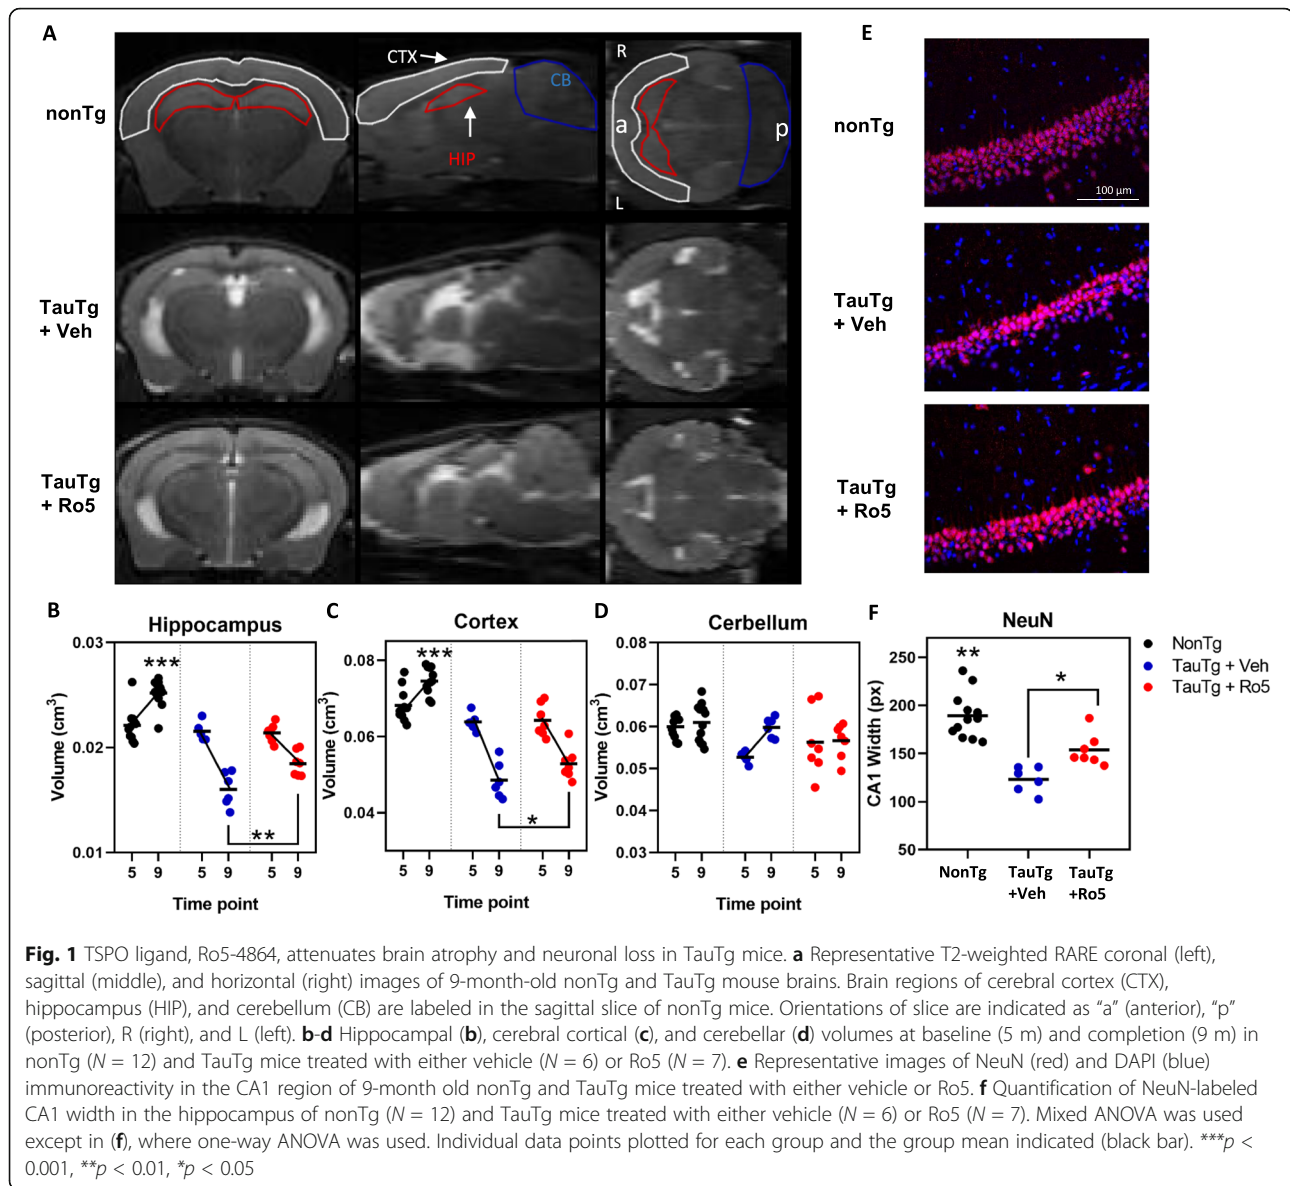 A
E
nonTg
CTX
CB
HIP
R
a
p
L
nonTg
100 µm
TauTg
+ Veh
TauTg
+ Veh
TauTg
+ Ro5
TauTg
+ Ro5
B
Hippocampus
0.03
0.02
0.01
Volume (cm³)
***
**
5 9 5 9 5 9
Time point
C
Cortex
0.08
0.06
0.04
Volume (cm³)
***
*
5 9 5 9 5 9
Time point
D
Cerbellum
0.08
0.07
0.06
0.05
0.04
0.03
Volume (cm³)
5 9 5 9 5 9
Time point
F
NeuN
250
200
150
100
50
CA1 Width (px)
**
*
NonTg
TauTg
+Veh
TauTg
+Ro5
NonTg
TauTg + Veh
TauTg + Ro5
Fig. 1 TSPO ligand, Ro5-4864, attenuates brain atrophy and neuronal loss in TauTg mice. a Representative T2-weighted RARE coronal (left),
sagittal (middle), and horizontal (right) images of 9-month-old nonTg and TauTg mouse brains. Brain regions of cerebral cortex (CTX),
hippocampus (HIP), and cerebellum (CB) are labeled in the sagittal slice of nonTg mice. Orientations of slice are indicated as “a” (anterior), “p”
(posterior), R (right), and L (left). b-d Hippocampal (b), cerebral cortical (c), and cerebellar (d) volumes at baseline (5 m) and completion (9 m) in
nonTg (N = 12) and TauTg mice treated with either vehicle (N = 6) or Ro5 (N = 7). e Representative images of NeuN (red) and DAPI (blue)
immunoreactivity in the CA1 region of 9-month old nonTg and TauTg mice treated with either vehicle or Ro5. f Quantification of NeuN-labeled
CA1 width in the hippocampus of nonTg (N = 12) and TauTg mice treated with either vehicle (N = 6) or Ro5 (N = 7). Mixed ANOVA was used
except in (f), where one-way ANOVA was used. Individual data points plotted for each group and the group mean indicated (black bar). ***p <
0.001, **p < 0.01, *p < 0.05